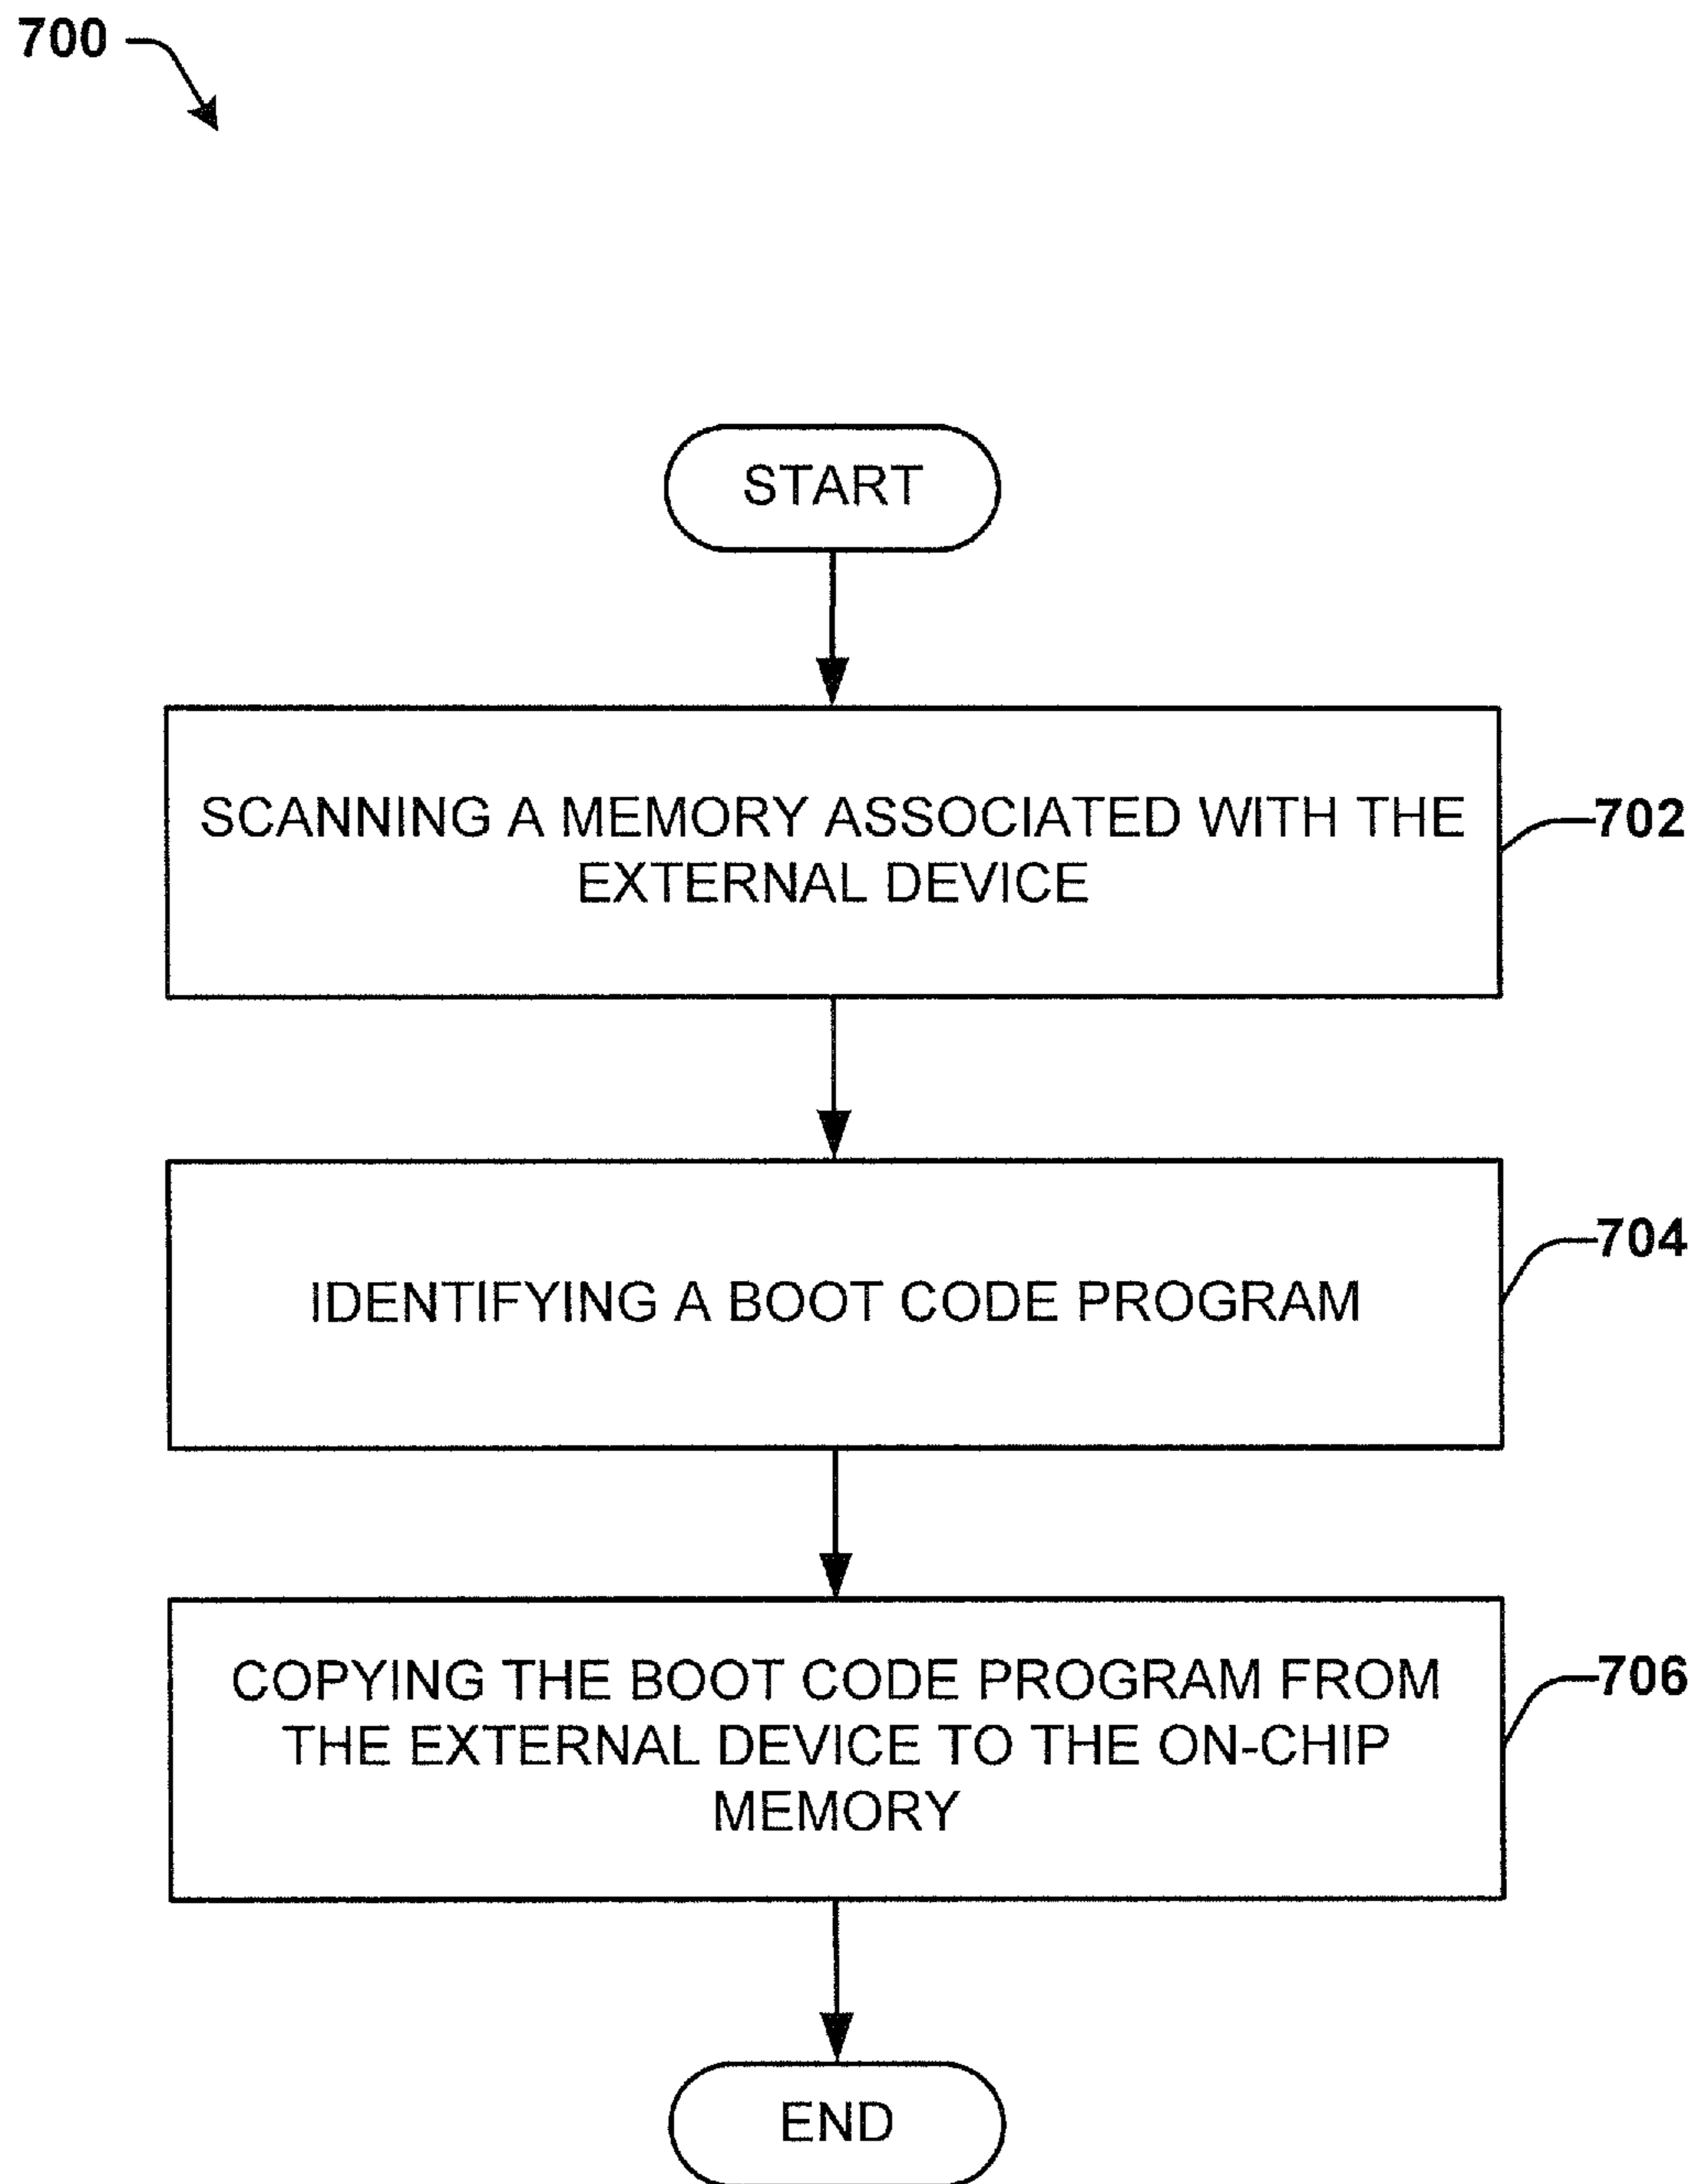 700
START
SCANNING A MEMORY ASSOCIATED WITH THE
EXTERNAL DEVICE
702
IDENTIFYING A BOOT CODE PROGRAM
704
COPYING THE BOOT CODE PROGRAM FROM
THE EXTERNAL DEVICE TO THE ON-CHIP
MEMORY
706
END